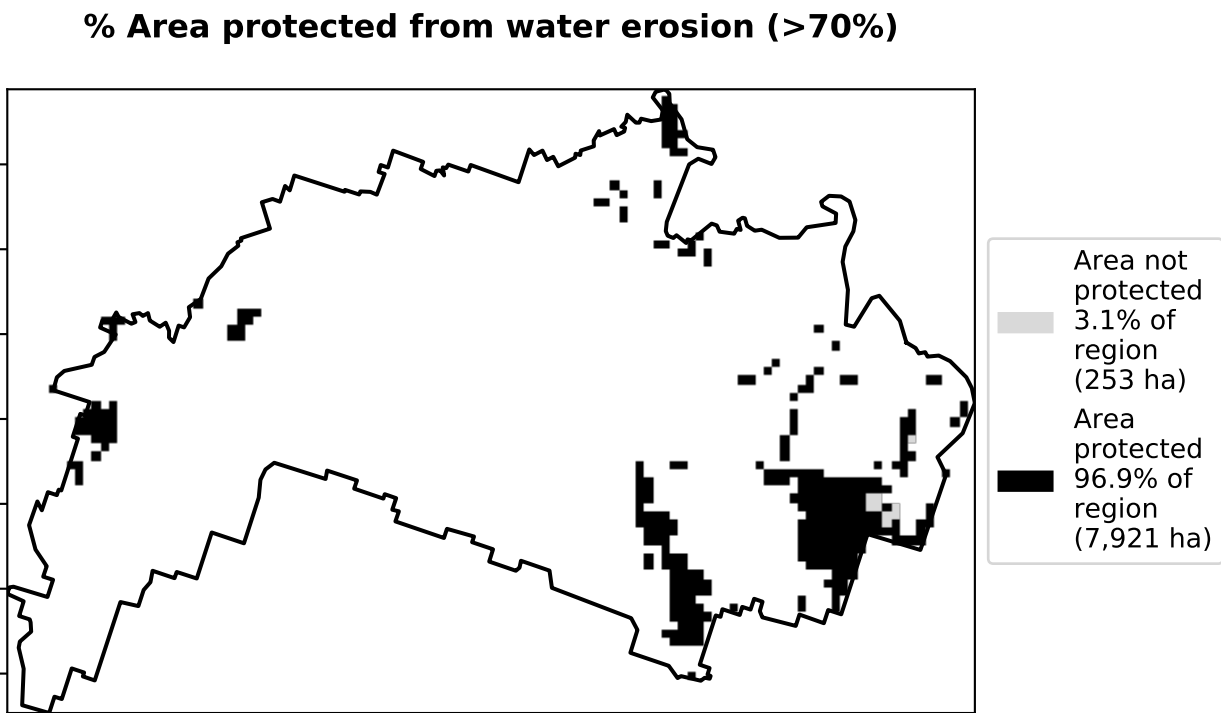 % Area protected from water erosion (>70%)
Area not
protected
3.1% of
region
(253 ha)
Area
protected
96.9% of
region
(7,921 ha)